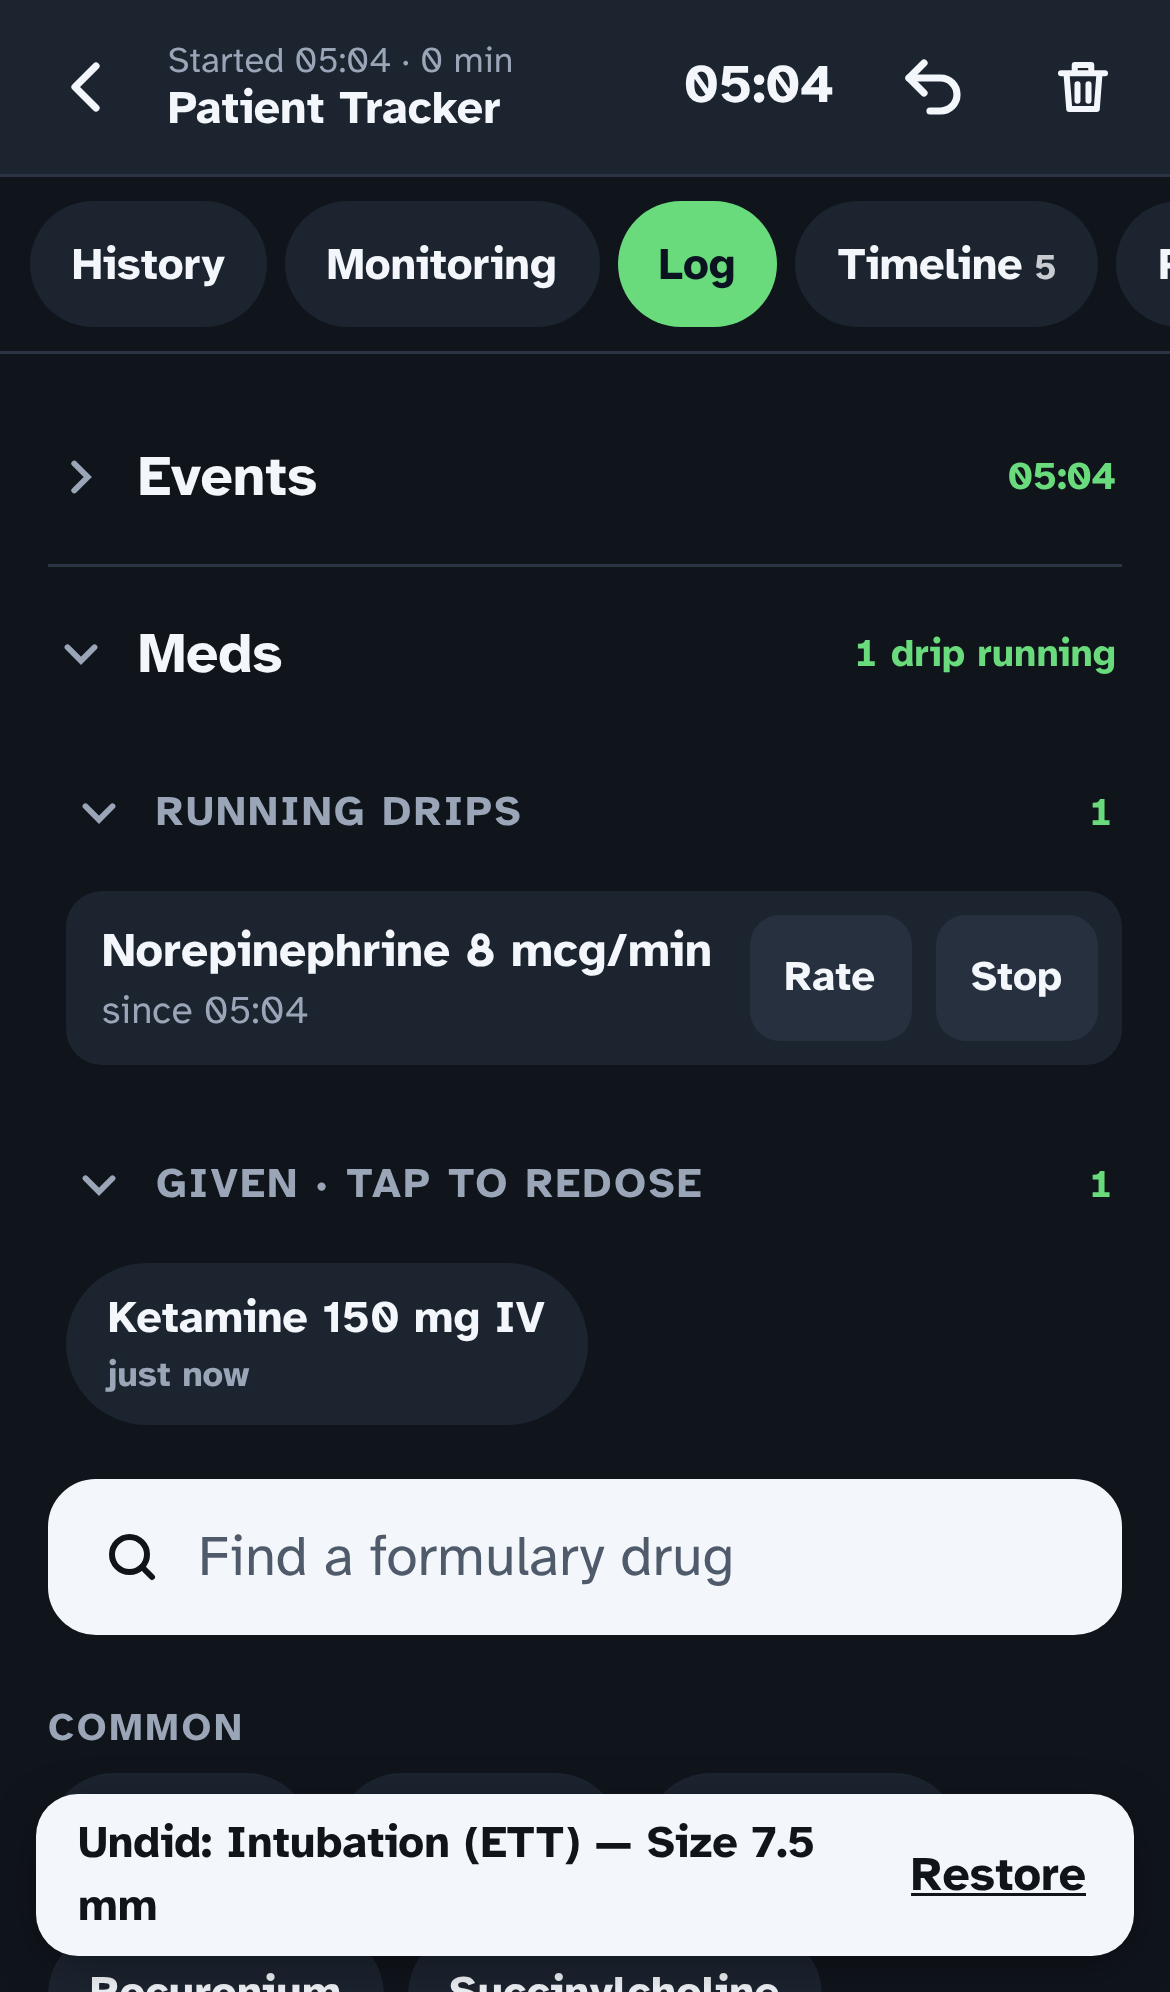 Started 05:04 · 0 min
Patient Tracker
05:04
History
Monitoring
Log
Timeline 5
Events
05:04
Meds
1 drip running
RUNNING DRIPS
1
Norepinephrine 8 mcg/min
since 05:04
Rate
Stop
GIVEN · TAP TO REDOSE
1
Ketamine 150 mg IV
just now
Find a formulary drug
COMMON
Undid: Intubation (ETT) — Size 7.5
mm
Restore
Rocuronium
Succinylcholine